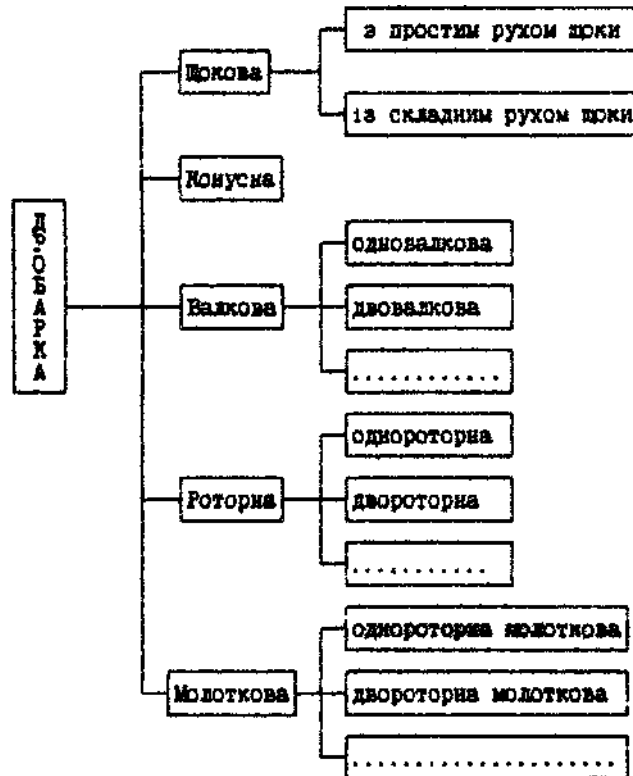 ДРОБАРКА
Щокова
з простим рухом щоки
із складним рухом щоки
Конусна
Валкова
одновалкова
двовалкова
............
Роторна
однороторна
двороторна
...........
Молоткова
однороторна молоткова
двороторна молоткова
.....................